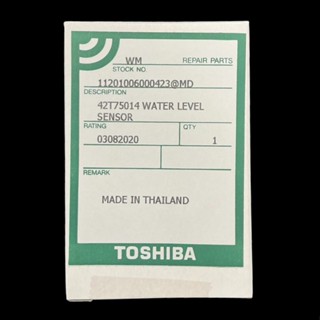 WM REPAIR PARTS
STOCK NO.
11201006000423@MD
DESCRIPTION
42T75014 WATER LEVEL
SENSOR
RATING QTY
03082020 1
REMARK
MADE IN THAILAND
TOSHIBA